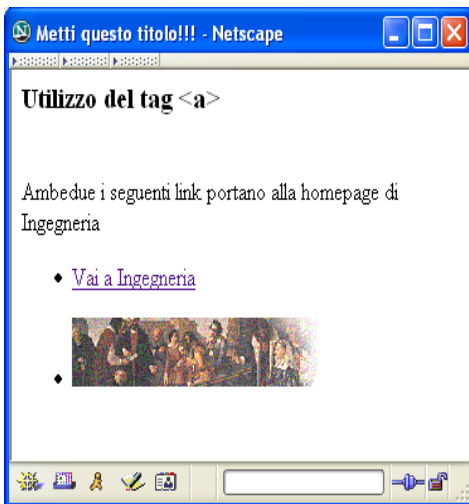 Metti questo titolo!!! - Netscape
Utilizzo del tag <a>
Ambedue i seguenti link portano alla homepage di
Ingegneria
Vai a Ingegneria